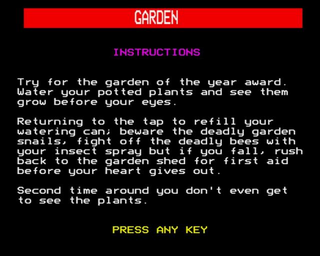 GARDEN
INSTRUCTIONS
Try for the garden of the year award.
Water your potted plants and see them
grow before your eyes.
Returning to the tap to refill your
watering can; beware the deadly garden
snails, fight off the deadly bees with
your insect spray but if you fall, rush
back to the garden shed for first aid
before your heart gives out.
Second time around you don't even get
to see the plants.
PRESS ANY KEY